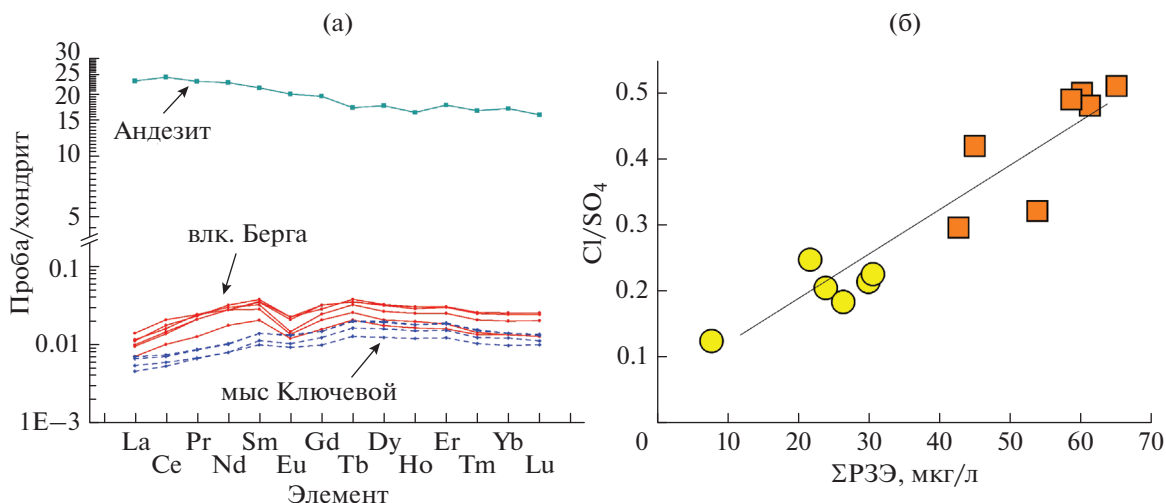 (а)
Проба/хондрит
30
25
20
15
10
5
0.1
0.01
1E−3
Андезит
влк. Берга
мыс Ключевой
La Pr Sm Gd Dy Er Yb
Ce Nd Eu Tb Ho Tm Lu
Элемент
(б)
Cl/SO4
0.5
0.4
0.3
0.2
0.1
0 10 20 30 40 50 60 70
ΣРЗЭ, мкг/л